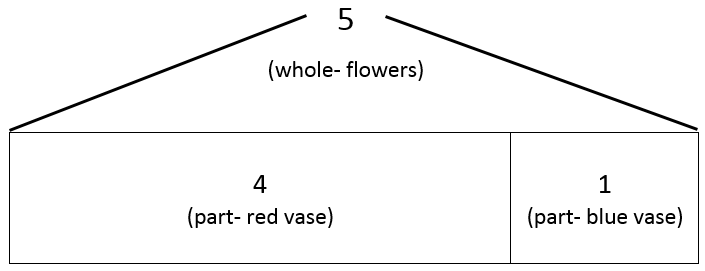 5
(whole- flowers)
4
(part- red vase)
1
(part- blue vase)